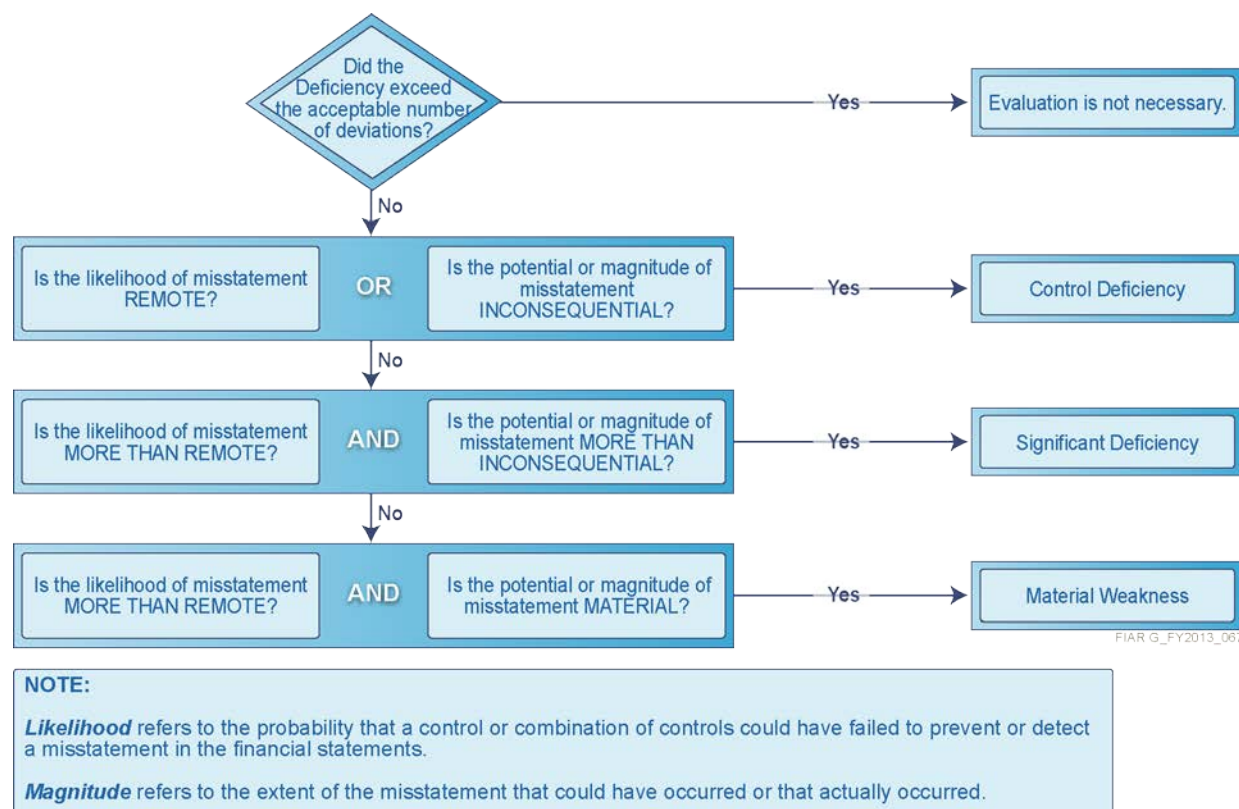 Did the
Deficiency exceed
the acceptable number
of deviations?
Yes
Evaluation is not necessary.
No
Is the likelihood of misstatement
REMOTE?
OR
Is the potential or magnitude of
misstatement
INCONSEQUENTIAL?
Yes
Control Deficiency
No
Is the likelihood of misstatement
MORE THAN REMOTE?
AND
Is the potential or magnitude of
misstatement MORE THAN
INCONSEQUENTIAL?
Yes
Significant Deficiency
No
Is the likelihood of misstatement
MORE THAN REMOTE?
AND
Is the potential or magnitude of
misstatement MATERIAL?
Yes
Material Weakness
FIAR G_FY2013_067
NOTE:
Likelihood refers to the probability that a control or combination of controls could have failed to prevent or detect
a misstatement in the financial statements.
Magnitude refers to the extent of the misstatement that could have occurred or that actually occurred.